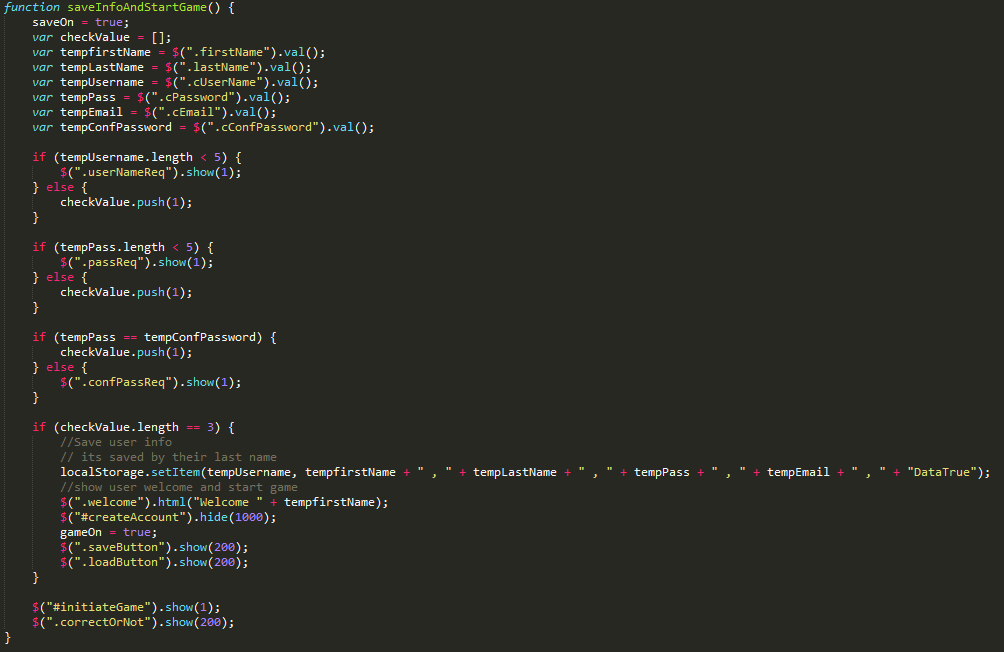 function saveInfoAndStartGame() {
    saveOn = true;
    var checkValue = [];
    var tempfirstName = $(".firstName").val();
    var tempLastName = $(".lastName").val();
    var tempUsername = $(".cUserName").val();
    var tempPass = $(".cPassword").val();
    var tempEmail = $(".cEmail").val();
    var tempConfPassword = $(".cConfPassword").val();

    if (tempUsername.length < 5) {
        $(".userNameReq").show(1);
    } else {
        checkValue.push(1);
    }

    if (tempPass.length < 5) {
        $(".passReq").show(1);
    } else {
        checkValue.push(1);
    }

    if (tempPass == tempConfPassword) {
        checkValue.push(1);
    } else {
        $(".confPassReq").show(1);
    }

    if (checkValue.length == 3) {
        //Save user info
        // its saved by their last name
        localStorage.setItem(tempUsername, tempfirstName + " , " + tempLastName + " , " + tempPass + " , " + tempEmail + " , " + "DataTrue");
        //show user welcome and start game
        $(".welcome").html("Welcome " + tempfirstName);
        $("#createAccount").hide(1000);
        gameOn = true;
        $(".saveButton").show(200);
        $(".loadButton").show(200);
    }

    $("#initiateGame").show(1);
    $(".correctOrNot").show(200);
}